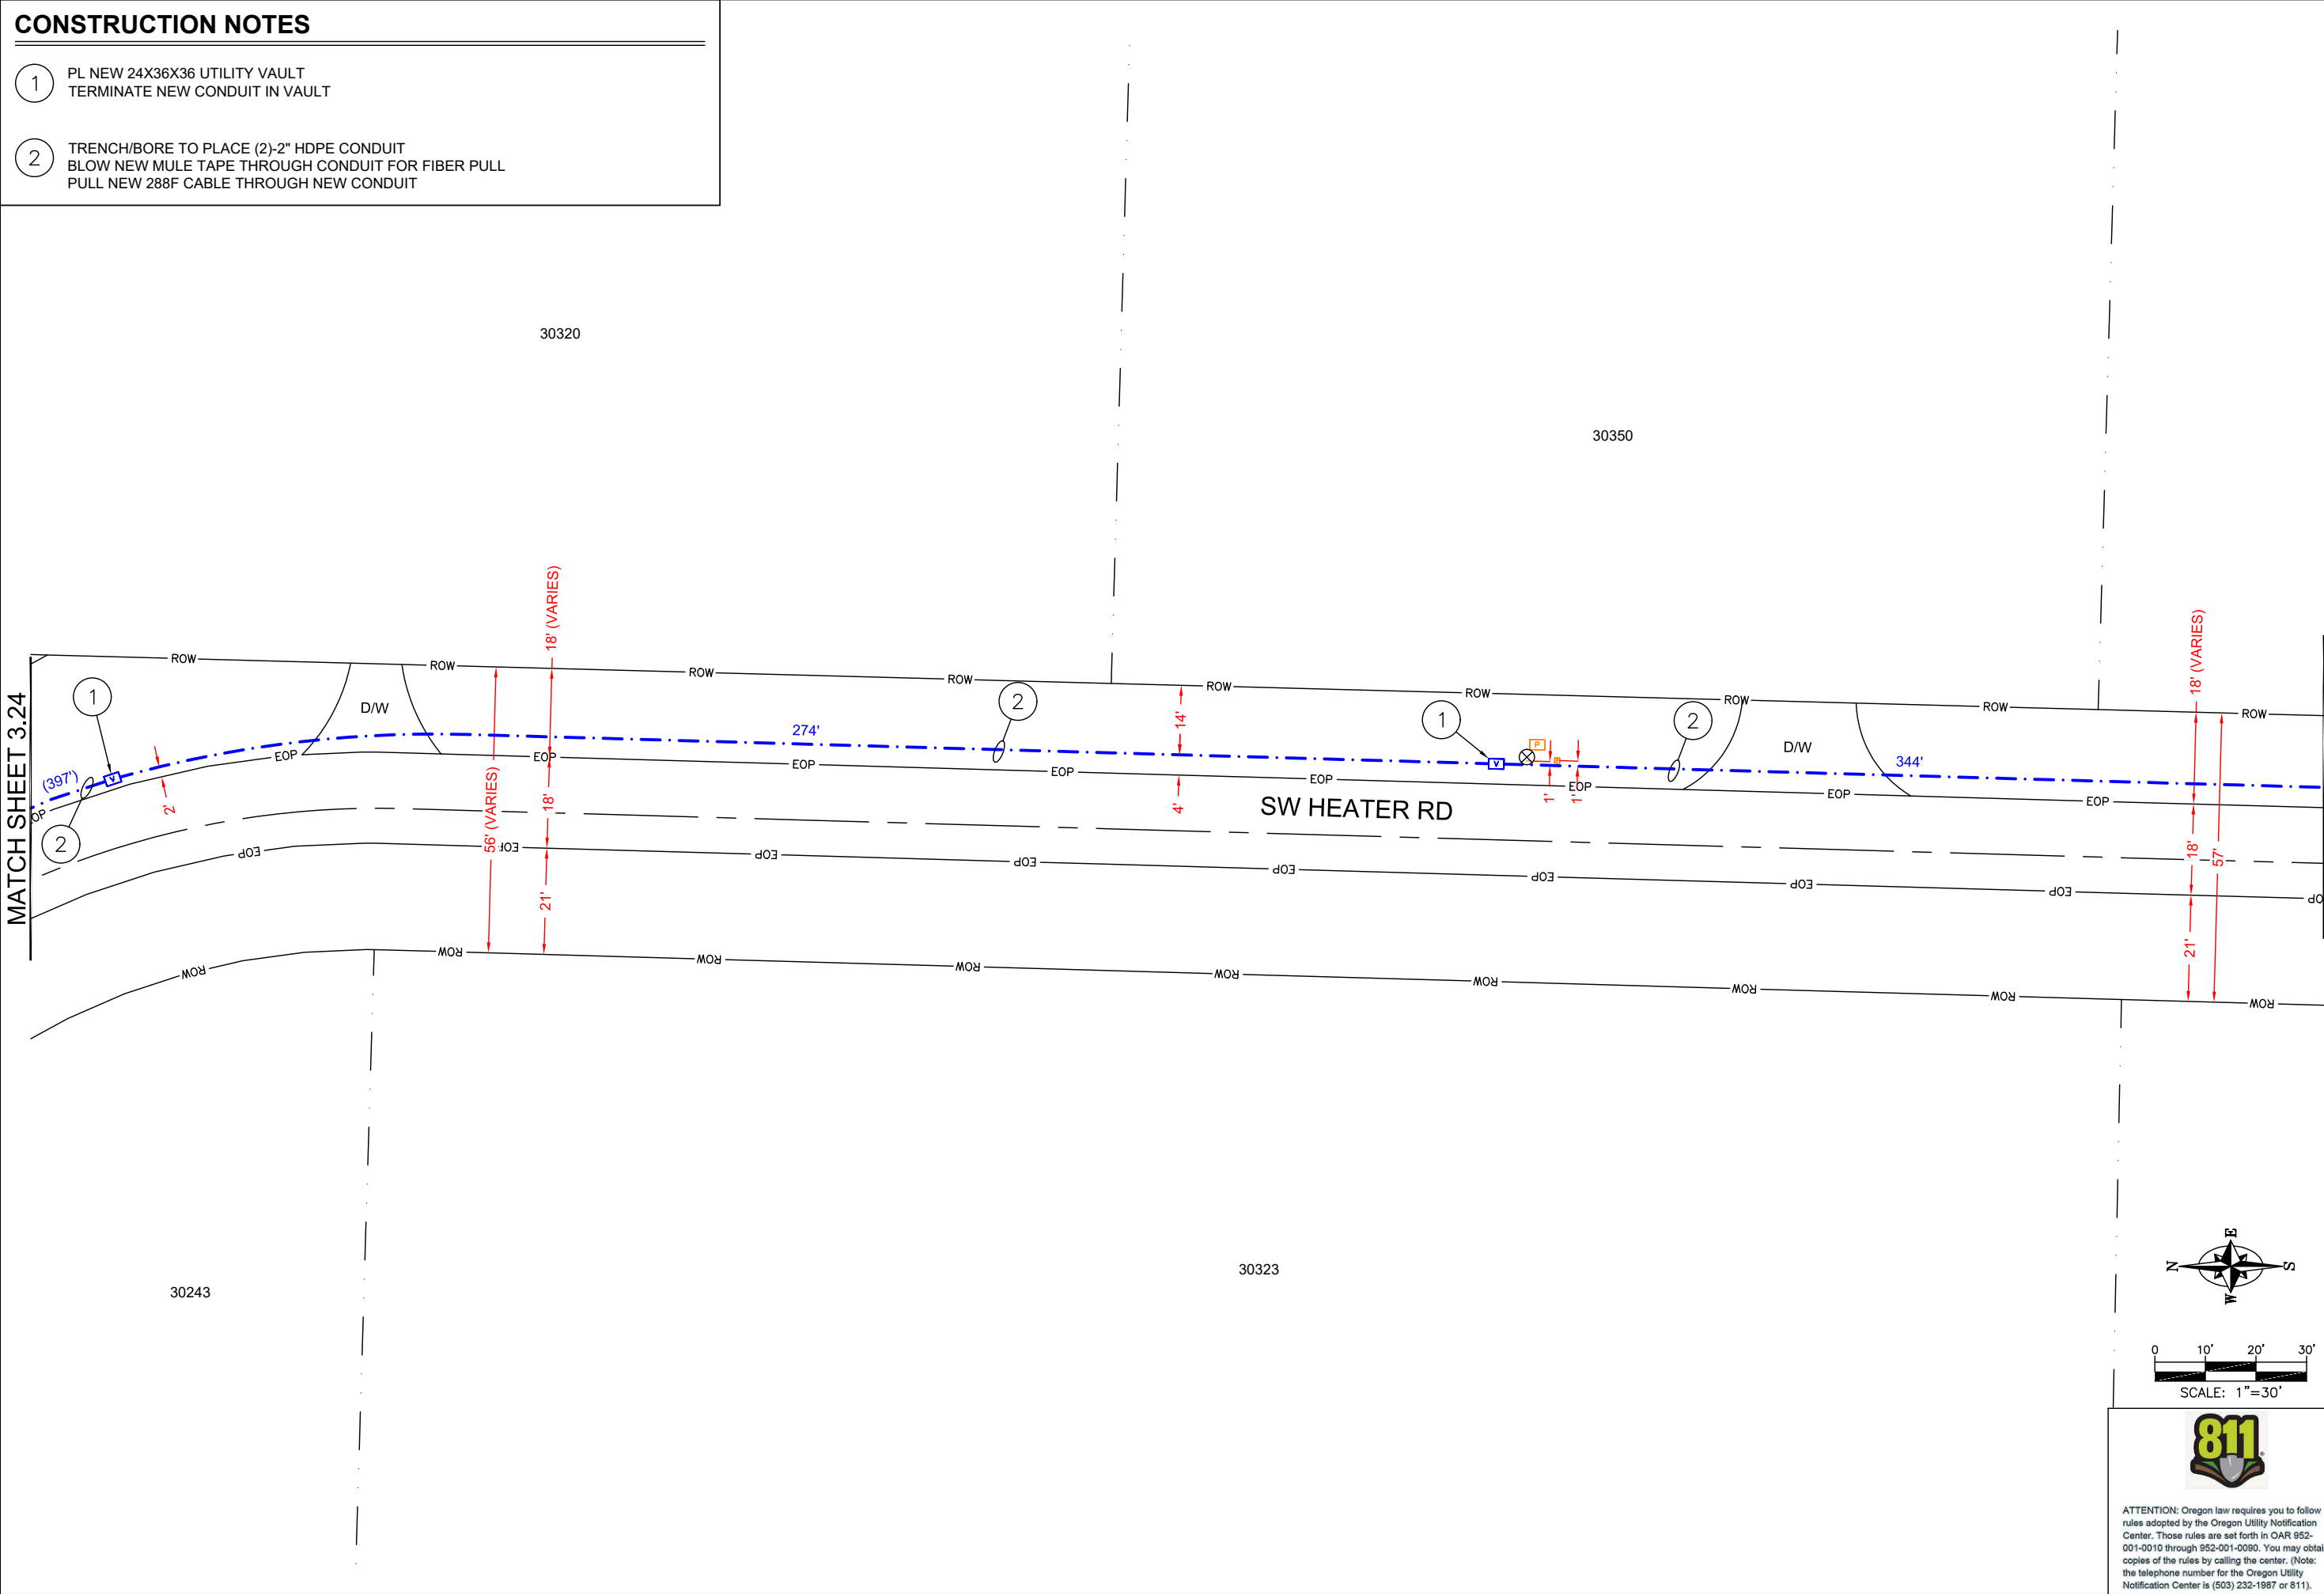 CONSTRUCTION NOTES
1
PL NEW 24X36X36 UTILITY VAULT
TERMINATE NEW CONDUIT IN VAULT
2
TRENCH/BORE TO PLACE (2)-2" HDPE CONDUIT
BLOW NEW MULE TAPE THROUGH CONDUIT FOR FIBER PULL
PULL NEW 288F CABLE THROUGH NEW CONDUIT
30320
30350
18' (VARIES)
18' (VARIES)
ROW
ROW
ROW
ROW
ROW
ROW
ROW
ROW
ROW
MATCH SHEET 3.24
1
D/W
274'
2
14'
1
2
D/W
344'
P
V
V
E
(397')
2'
2
EOP
EOP
EOP
EOP
EOP
EOP
EOP
EOP
OP
4'
1'
1'
SW HEATER RD
56' (VARIES)
18'
21'
18'
57'
21'
EOP
EOP
EOP
EOP
EOP
EOP
EOP
EOP
OP
ROW
ROW
ROW
ROW
ROW
ROW
ROW
ROW
ROW
30243
30323
N
E
S
W
0 10' 20' 30'
SCALE: 1"=30'
811
ATTENTION: Oregon law requires you to follow
rules adopted by the Oregon Utility Notification
Center. Those rules are set forth in OAR 952-
001-0010 through 952-001-0090. You may obtai
copies of the rules by calling the center. (Note:
the telephone number for the Oregon Utility
Notification Center is (503) 232-1987 or 811).